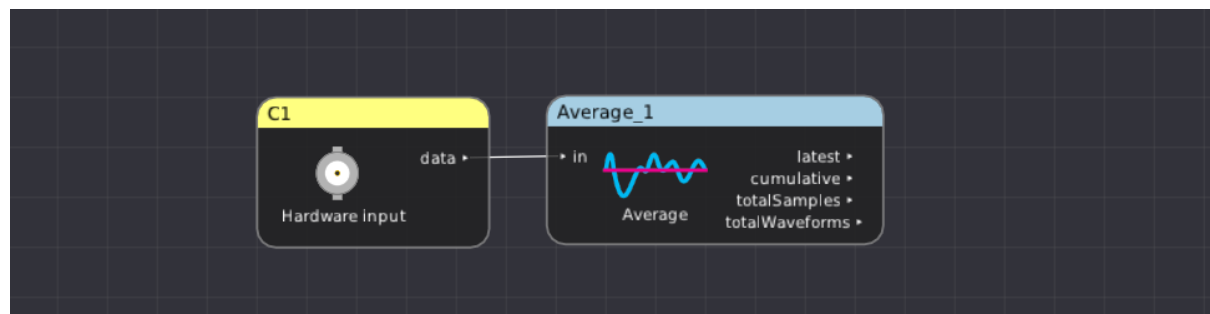 C1
data
Hardware input
Average_1
in
Average
latest
cumulative
totalSamples
totalWaveforms